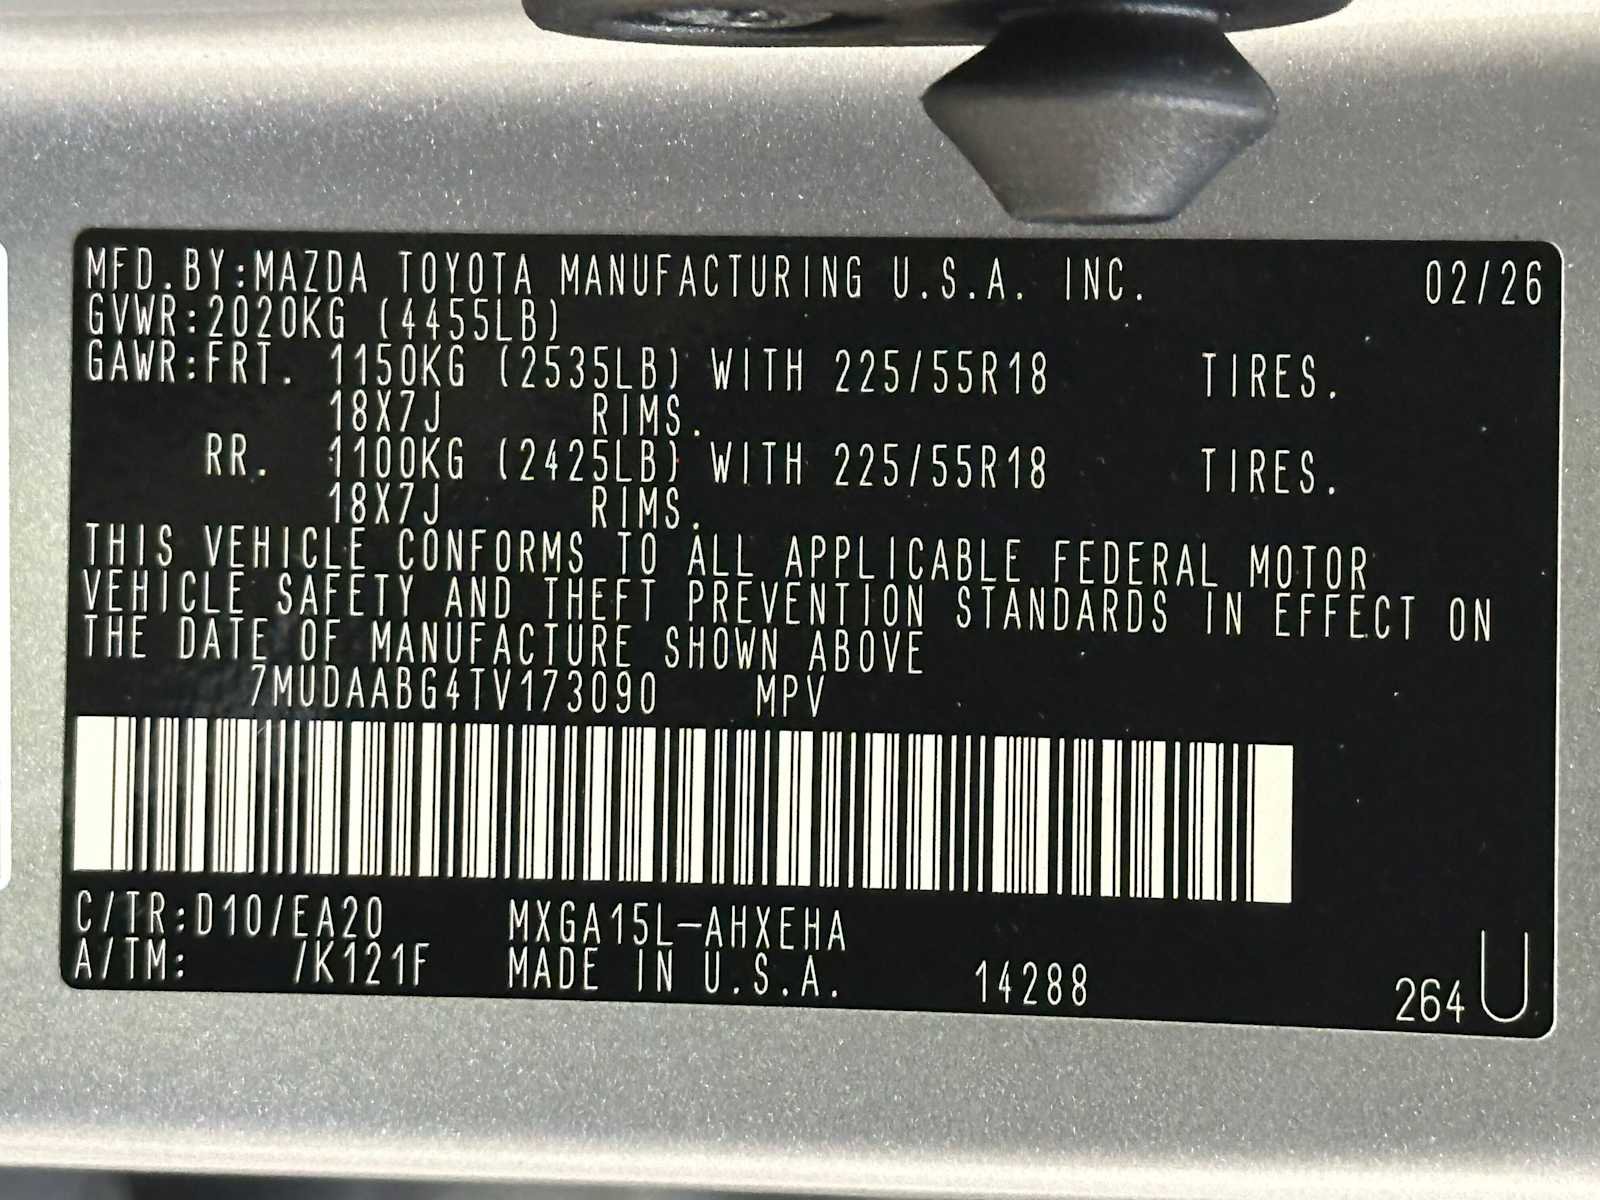 MFD.BY:MAZDA TOYOTA MANUFACTURING U.S.A. INC. 02/26
GVWR:2020KG (4455LB)
GAWR:FRT. 1150KG (2535LB) WITH 225/55R18 TIRES.
18X7J RIMS.
RR. 1100KG (2425LB) WITH 225/55R18 TIRES.
18X7J RIMS.
THIS VEHICLE CONFORMS TO ALL APPLICABLE FEDERAL MOTOR
VEHICLE SAFETY AND THEFT PREVENTION STANDARDS IN EFFECT ON
THE DATE OF MANUFACTURE SHOWN ABOVE
7MUDAABG4TV173090 MPV
C/TR:D10/EA20 MXGA15L-AHXEHA
A/TM: /K121F MADE IN U.S.A. 14288 264 U